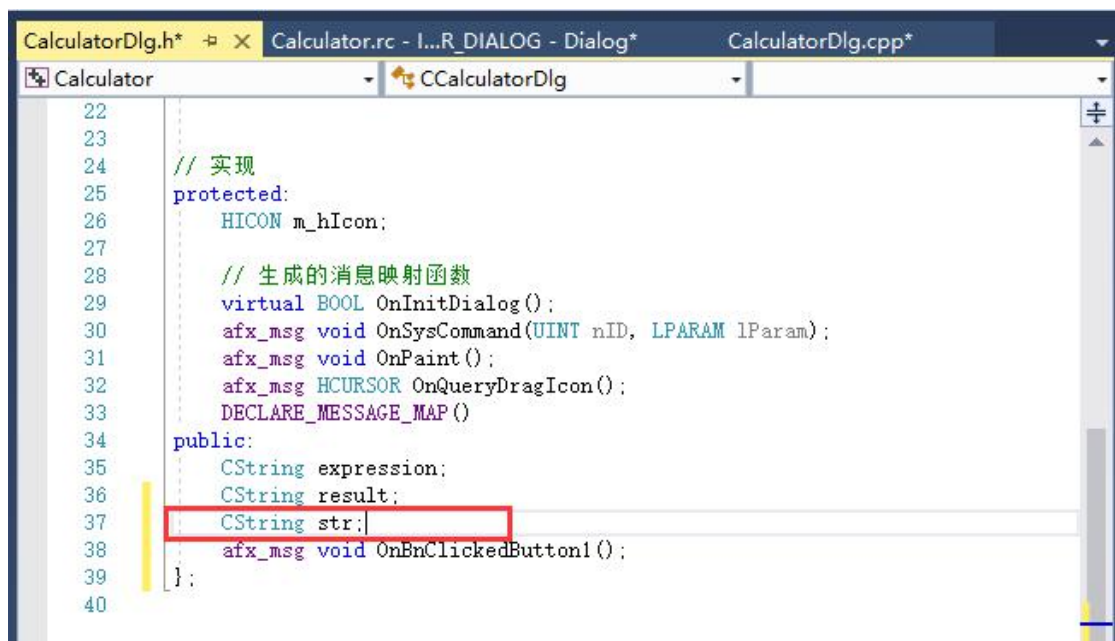 CalculatorDlg.h* Calculator.rc - I...R_DIALOG - Dialog* CalculatorDlg.cpp*
Calculator CCalculatorDlg
22
23
24 // 实现
25 protected:
26 HICON m_hIcon;
27
28 // 生成的消息映射函数
29 virtual BOOL OnInitDialog();
30 afx_msg void OnSysCommand(UINT nID, LPARAM lParam);
31 afx_msg void OnPaint();
32 afx_msg HCURSOR OnQueryDragIcon();
33 DECLARE_MESSAGE_MAP()
34 public:
35 CString expression;
36 CString result;
37 CString str;
38 afx_msg void OnBnClickedButton1();
39 };
40